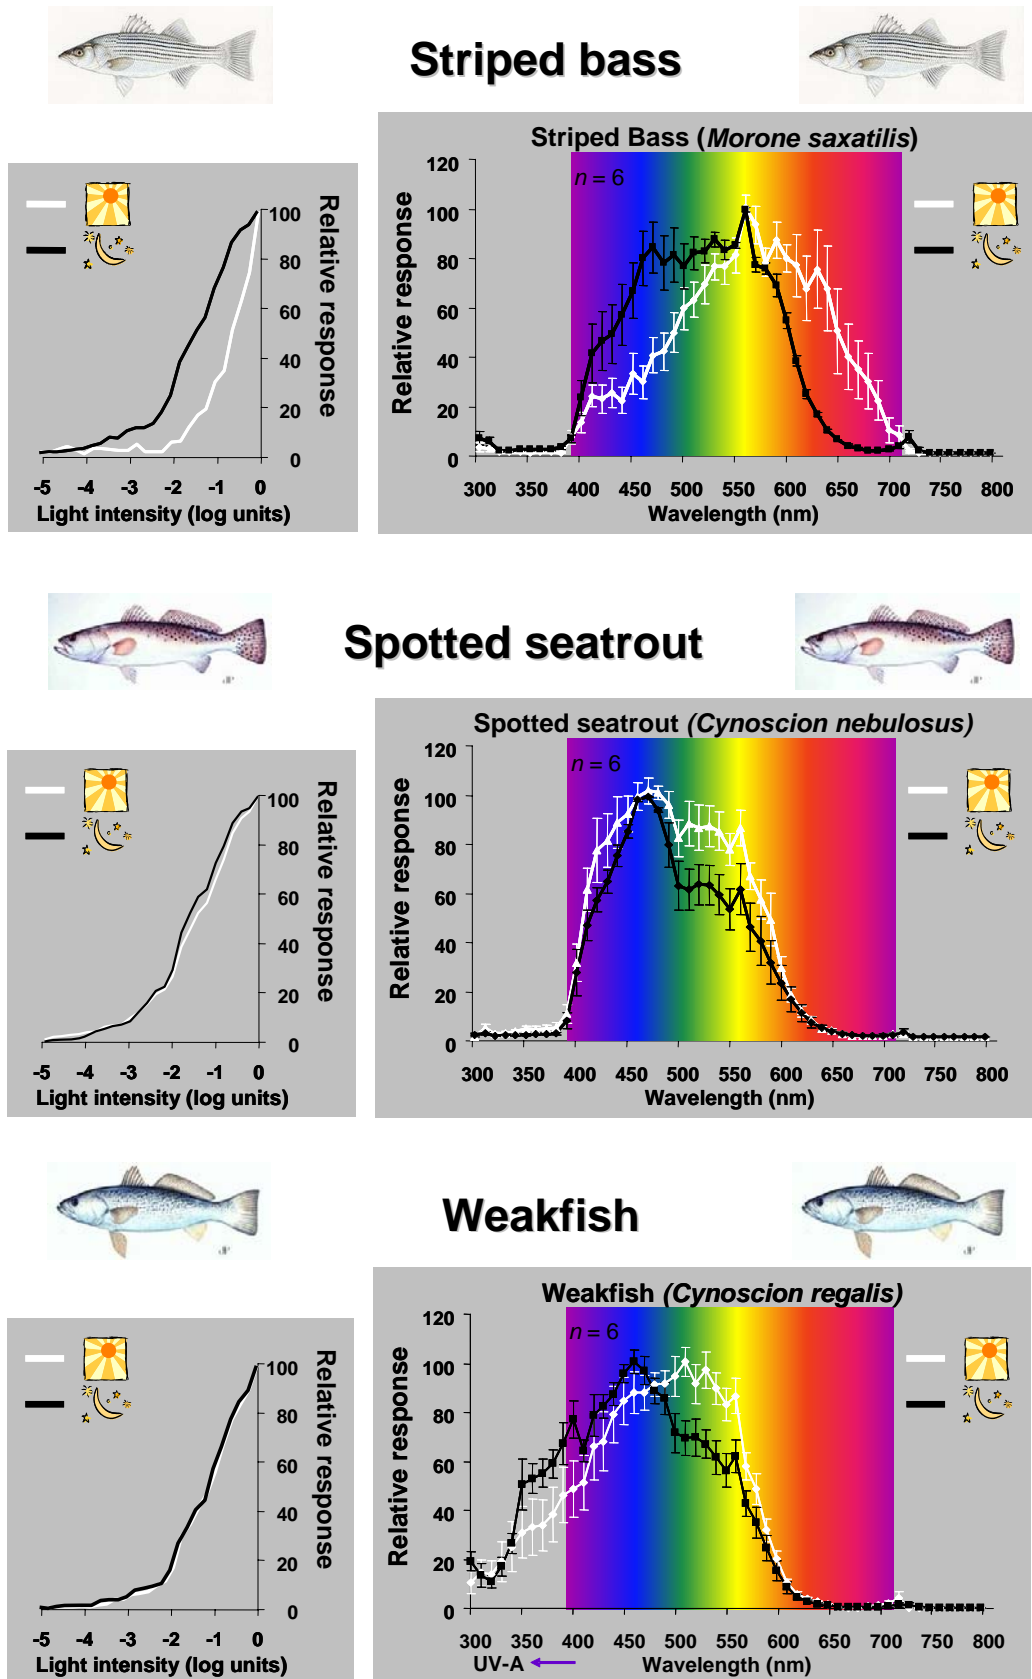 Striped bass
Striped Bass (Morone saxatilis)
n = 6
120
100
80
60
40
20
0
Relative response
300 350 400 450 500 550 600 650 700 750 800
Wavelength (nm)
100
80
60
40
20
0
Relative response
-5 -4 -3 -2 -1 0
Light intensity (log units)
Spotted seatrout
Spotted seatrout (Cynoscion nebulosus)
n = 6
120
100
80
60
40
20
0
Relative response
300 350 400 450 500 550 600 650 700 750 800
Wavelength (nm)
100
80
60
40
20
0
Relative response
-5 -4 -3 -2 -1 0
Light intensity (log units)
Weakfish
Weakfish (Cynoscion regalis)
n = 6
120
100
80
60
40
20
0
Relative response
300 350 400 450 500 550 600 650 700 750 800
UV-A
Wavelength (nm)
100
80
60
40
20
0
Relative response
-5 -4 -3 -2 -1 0
Light intensity (log units)